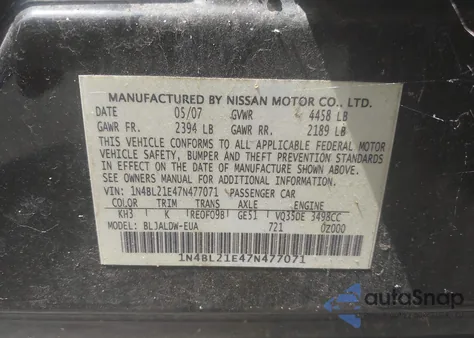 MANUFACTURED BY NISSAN MOTOR CO., LTD.
DATE 05/07 GVWR 4458 LB
GAWR FR. 2394 LB GAWR RR. 2189 LB
THIS VEHICLE CONFORMS TO ALL APPLICABLE FEDERAL MOTOR
VEHICLE SAFETY, BUMPER AND THEFT PREVENTION STANDARDS
IN EFFECT ON THE DATE OF MANUFACTURE SHOWN ABOVE.
SEE OWNERS MANUAL FOR ADDITIONAL INFORMATION.
VIN: 1N4BL21E47N477071 PASSENGER CAR
COLOR TRIM TRANS AXLE ENGINE
KH3 K RE0F09B GE51 VQ35DE 3498CC
MODEL: BLJALDW-EUA 721 0Z000
1N4BL21E47N477071
autoSnap